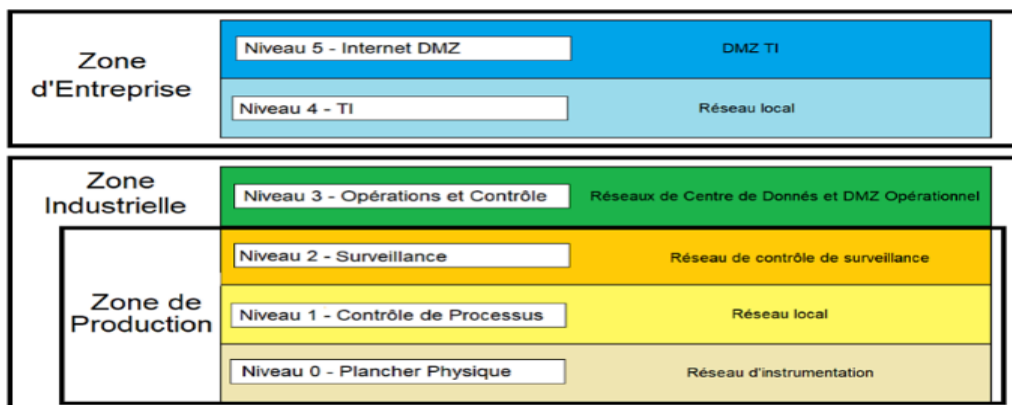 Zone
d'Entreprise
Niveau 5 - Internet DMZ
DMZ TI
Niveau 4 - TI
Réseau local
Zone
Industrielle
Niveau 3 - Opérations et Contrôle
Réseaux de Centre de Donnés et DMZ Opérationnel
Zone de
Production
Niveau 2 - Surveillance
Réseau de contrôle de surveillance
Niveau 1 - Contrôle de Processus
Réseau local
Niveau 0 - Plancher Physique
Réseau d'instrumentation